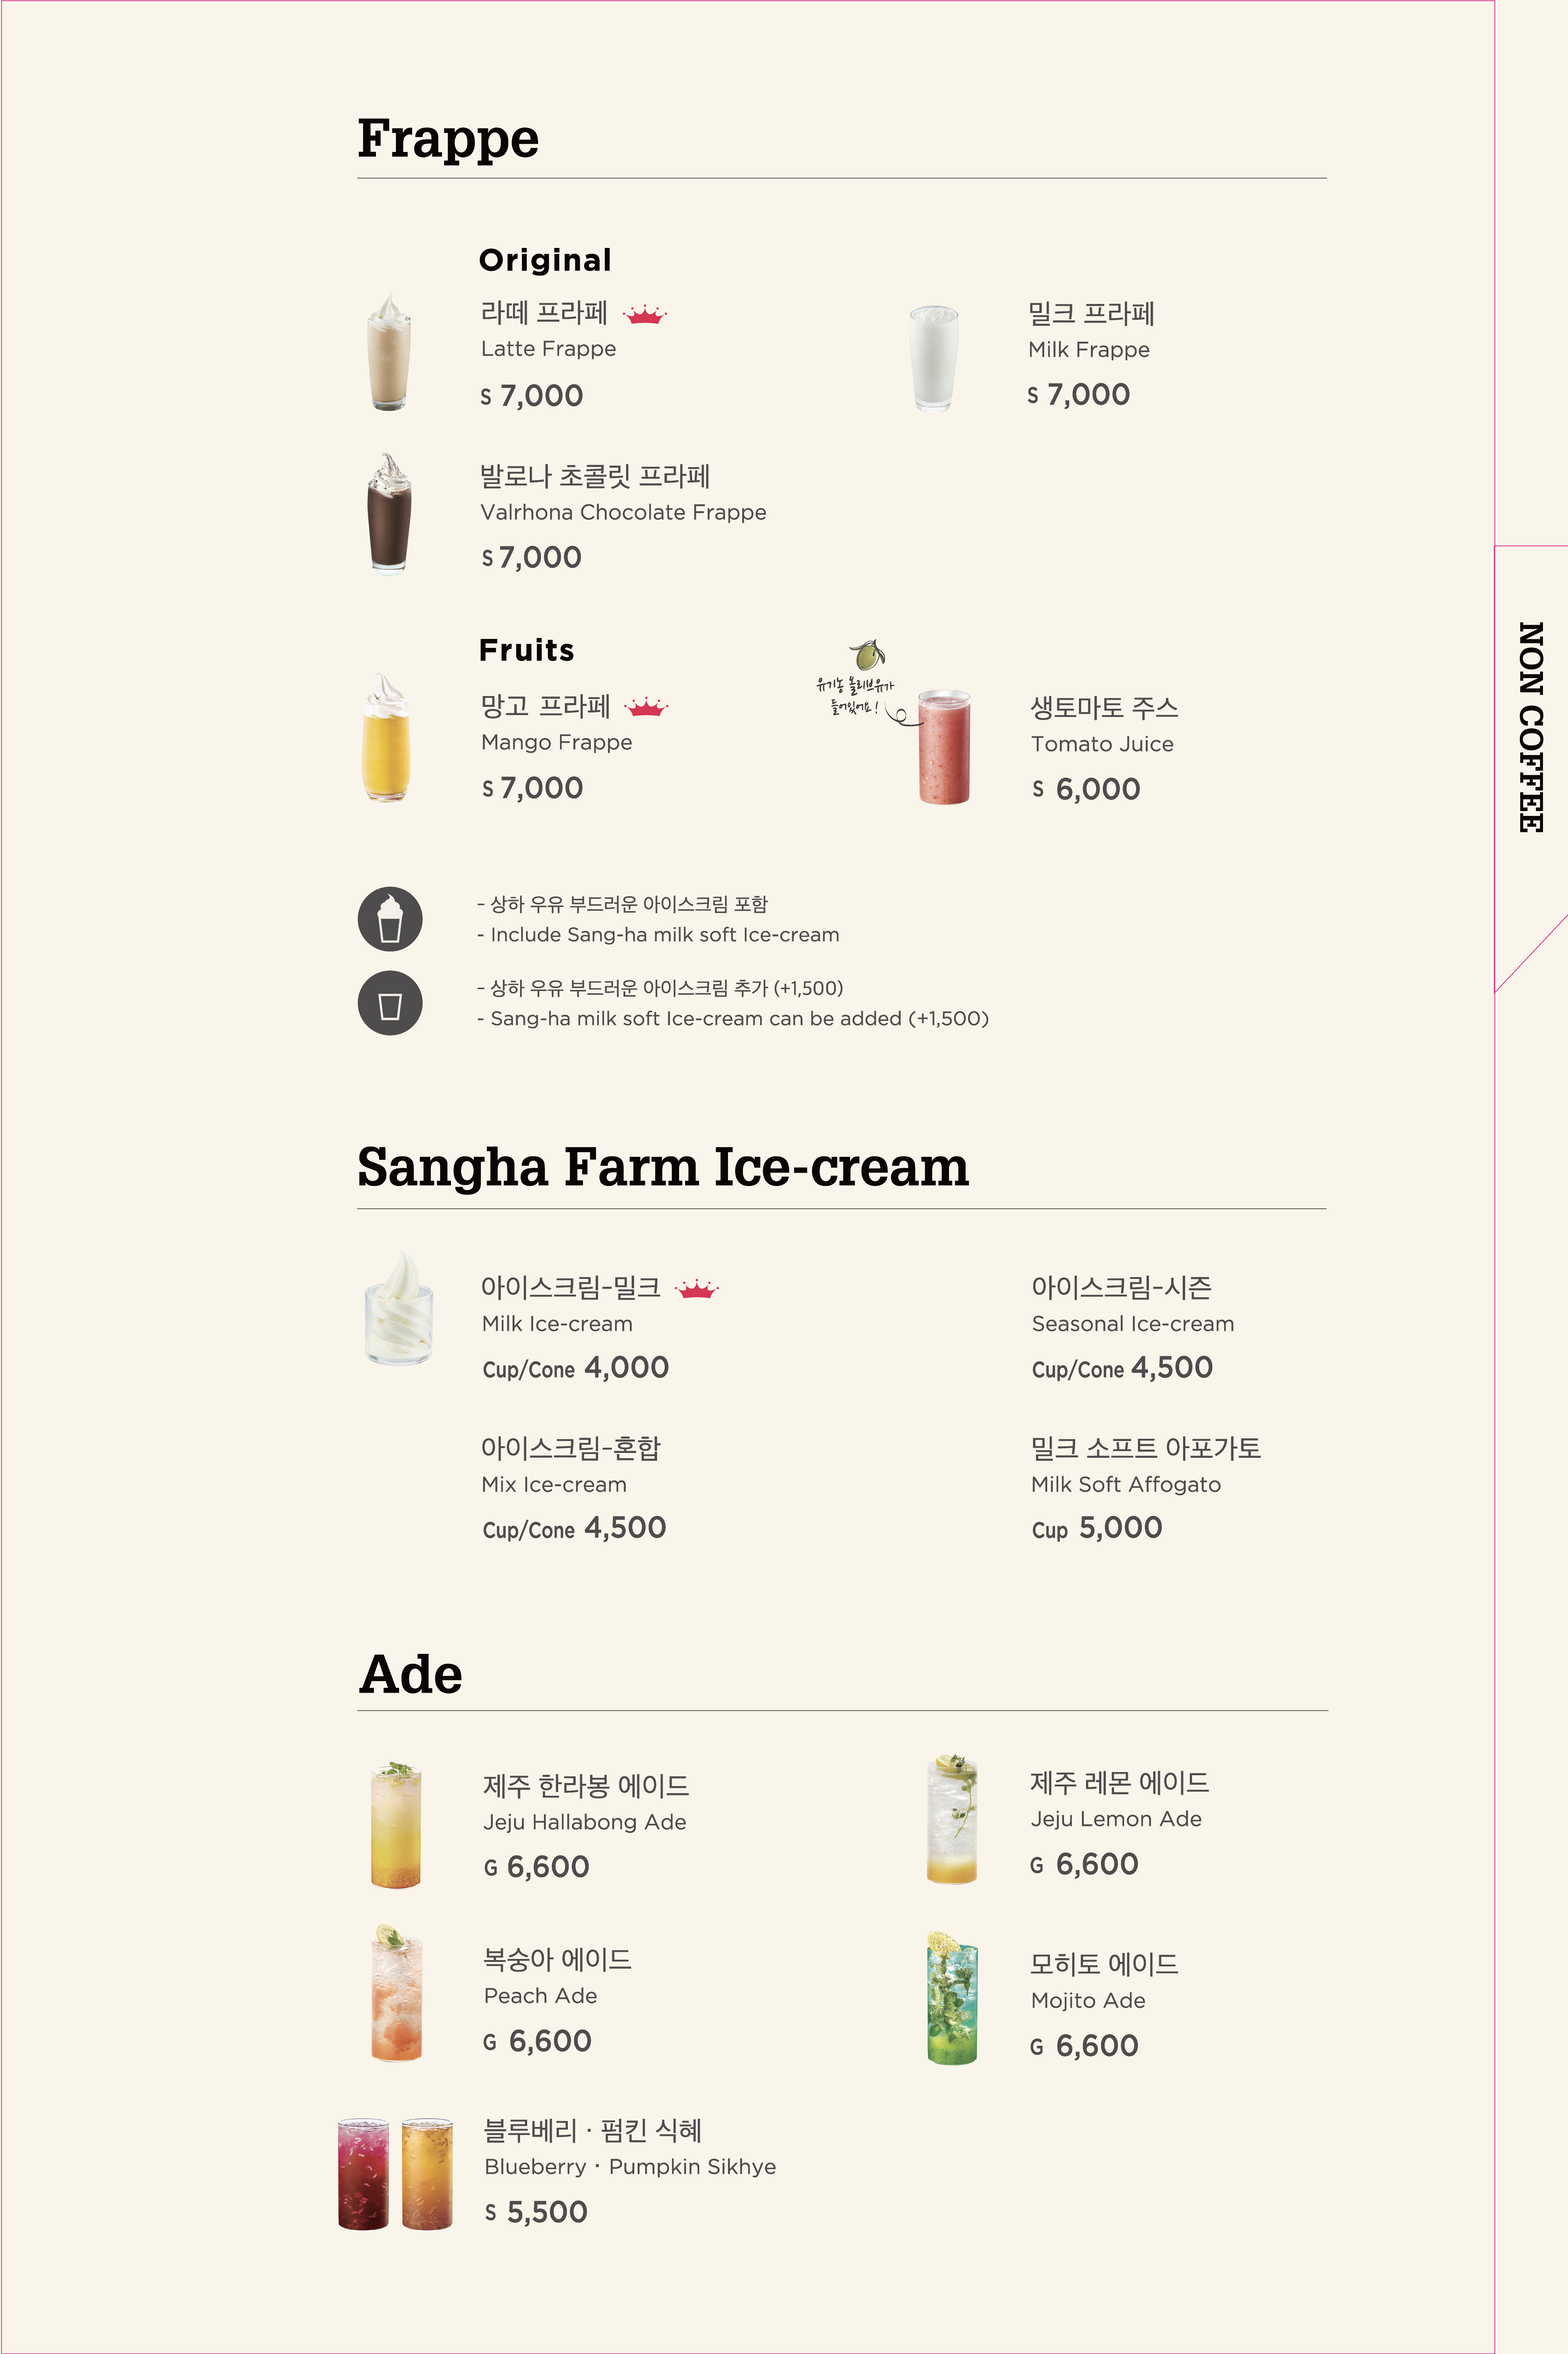 Frappe
Original
라떼 프라페
Latte Frappe
S 7,000
밀크 프라페
Milk Frappe
S 7,000
발로나 초콜릿 프라페
Valrhona Chocolate Frappe
S 7,000
Fruits
망고 프라페
Mango Frappe
S 7,000
유기농 올리브유가
들어있어요!
생토마토 주스
Tomato Juice
S 6,000
- 상하 우유 부드러운 아이스크림 포함
- Include Sang-ha milk soft Ice-cream
- 상하 우유 부드러운 아이스크림 추가 (+1,500)
- Sang-ha milk soft Ice-cream can be added (+1,500)
Sangha Farm Ice-cream
아이스크림-밀크
Milk Ice-cream
Cup/Cone 4,000
아이스크림-시즌
Seasonal Ice-cream
Cup/Cone 4,500
아이스크림-혼합
Mix Ice-cream
Cup/Cone 4,500
밀크 소프트 아포가토
Milk Soft Affogato
Cup 5,000
Ade
제주 한라봉 에이드
Jeju Hallabong Ade
G 6,600
제주 레몬 에이드
Jeju Lemon Ade
G 6,600
복숭아 에이드
Peach Ade
G 6,600
모히토 에이드
Mojito Ade
G 6,600
블루베리 · 펌킨 식혜
Blueberry · Pumpkin Sikhye
S 5,500
NON COFFEE